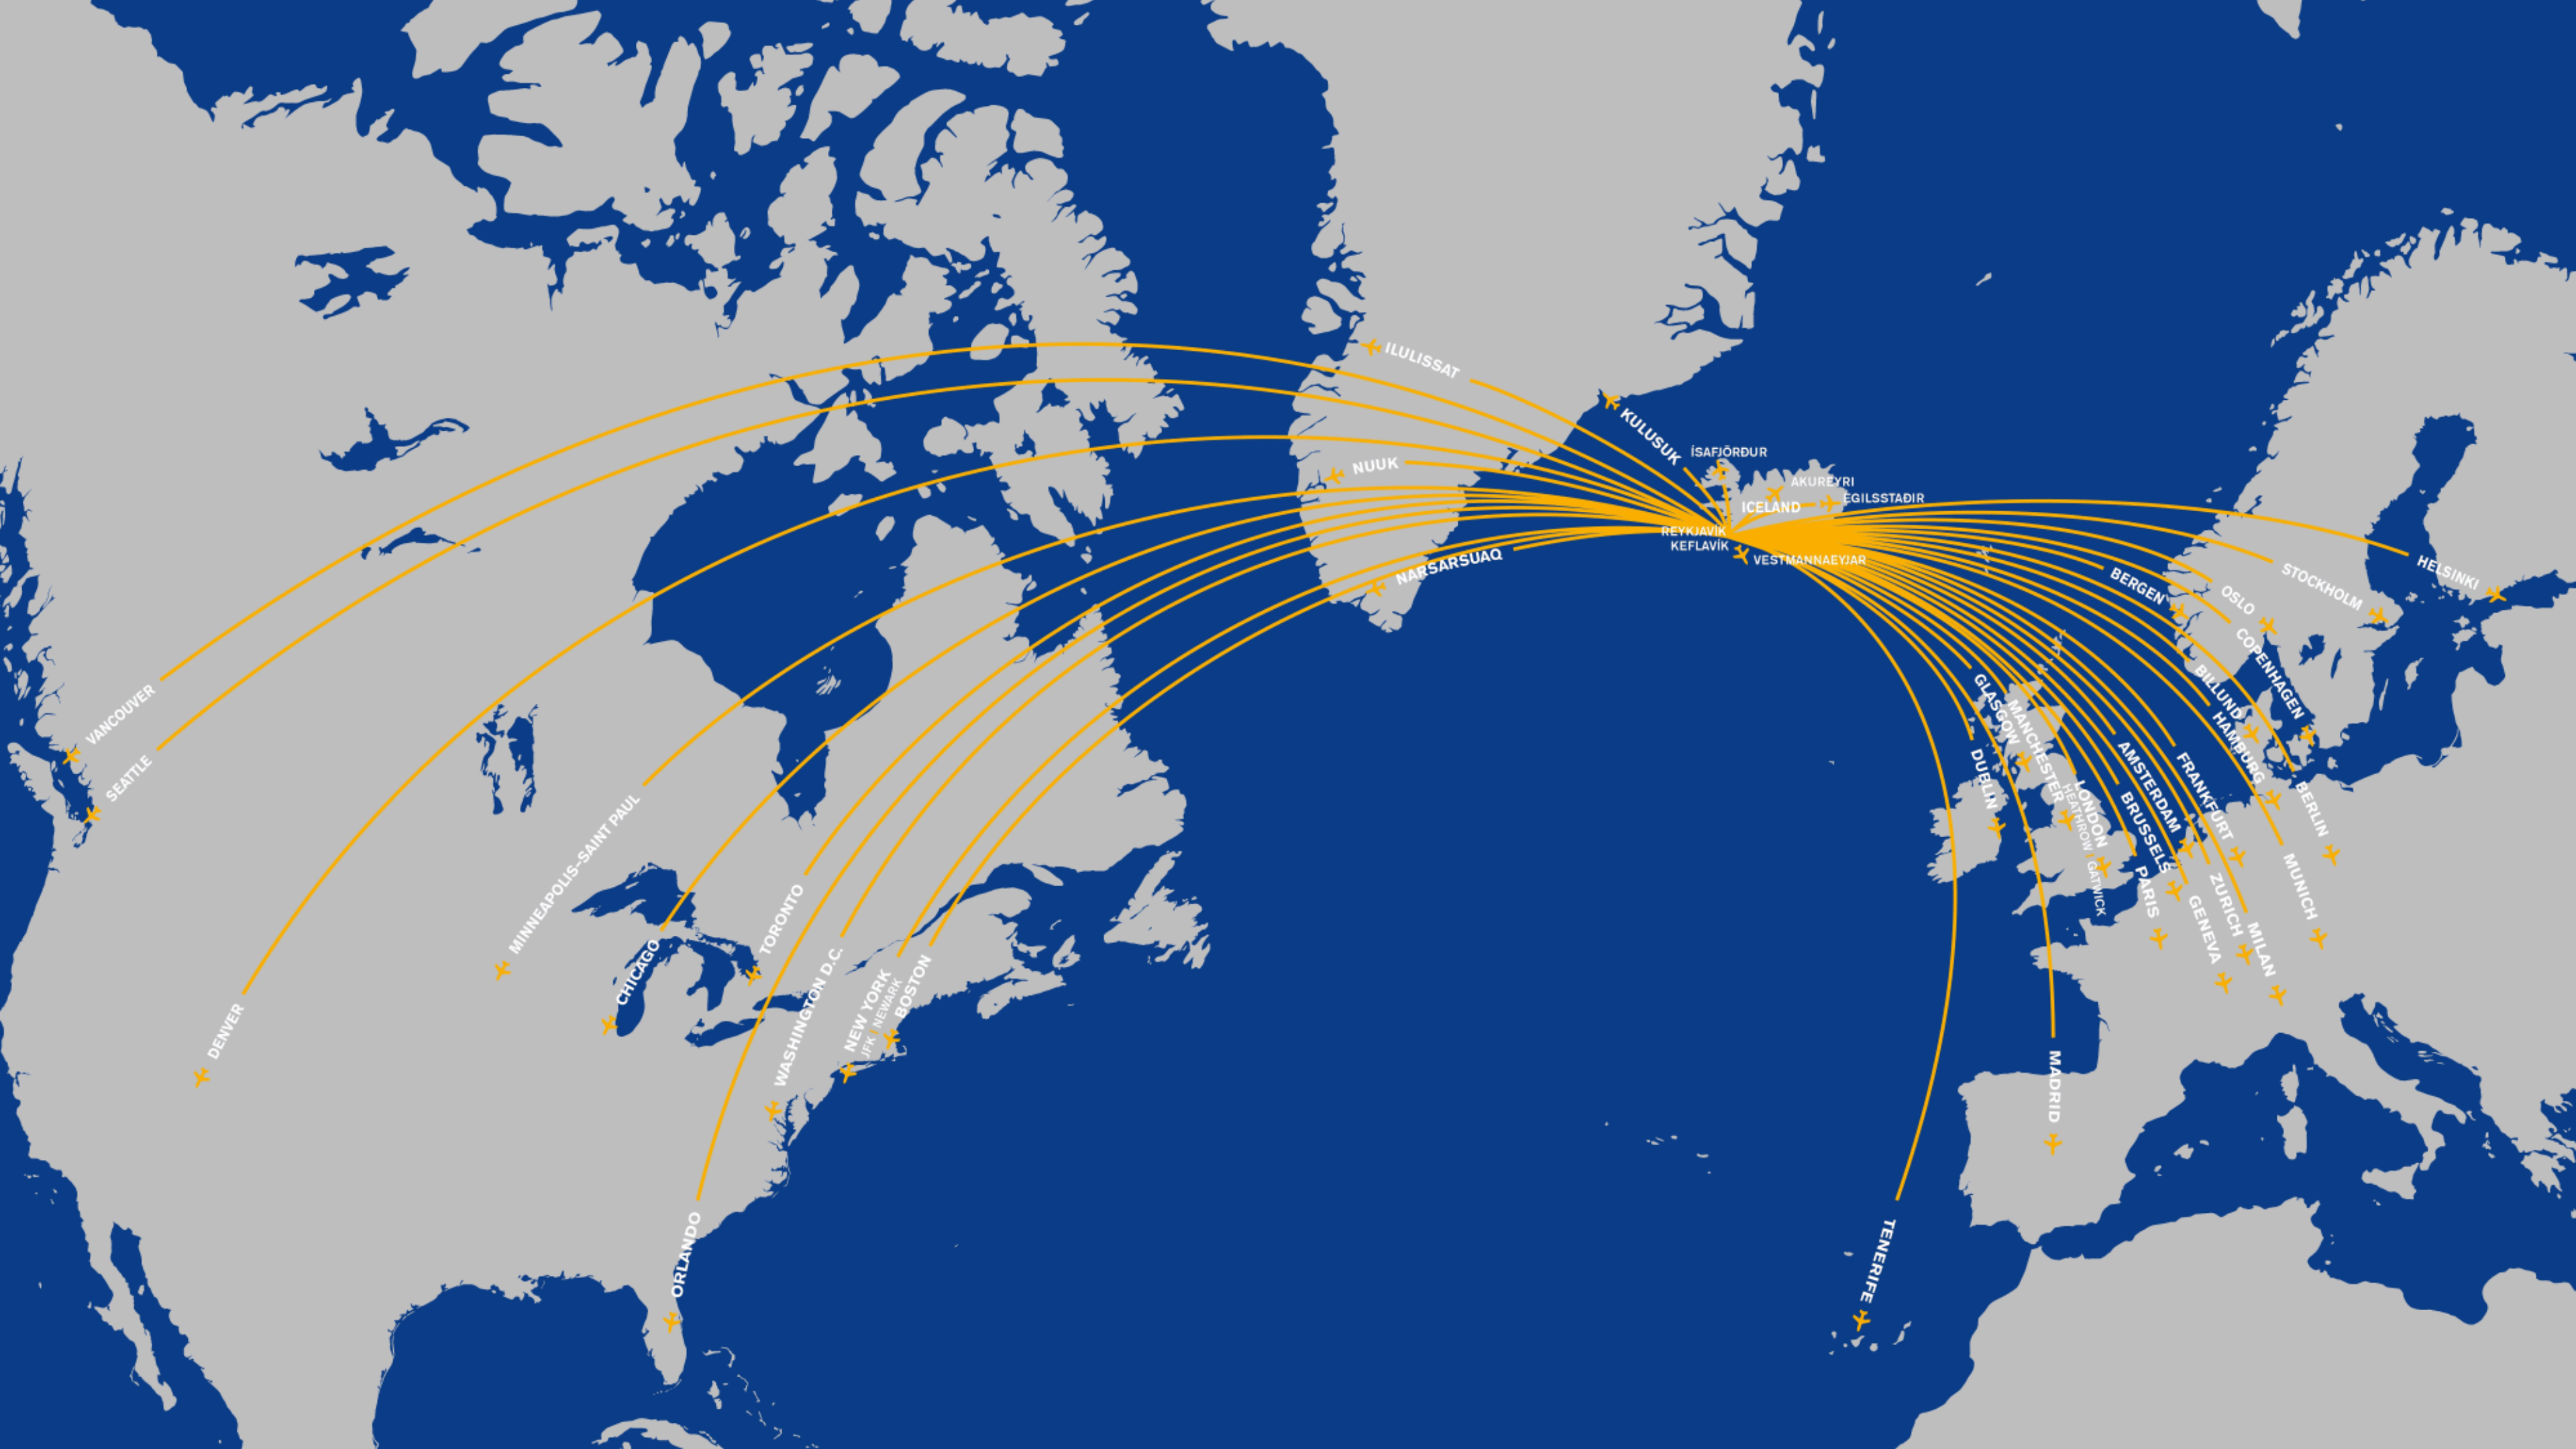 ILULISSAT
KULUSUK
ÍSAFJÖRÐUR
NUUK
AKUREYRI
EGILSSTAÐIR
ICELAND
REYKJAVÍK
KEFLAVÍK
VESTMANNAEYJAR
NARSARSUAQ
HELSINKI
STOCKHOLM
BERGEN
OSLO
COPENHAGEN
BILLUND
HAMBURG
GLASGOW
MANCHESTER
DUBLIN
LONDON
HEATHROW / GATWICK
AMSTERDAM
BRUSSELS
FRANKFURT
BERLIN
PARIS
GENEVA
ZURICH
MILAN
MUNICH
MADRID
TENERIFE
VANCOUVER
SEATTLE
MINNEAPOLIS–SAINT PAUL
DENVER
CHICAGO
TORONTO
WASHINGTON D.C.
NEW YORK
JFK / NEWARK
BOSTON
ORLANDO